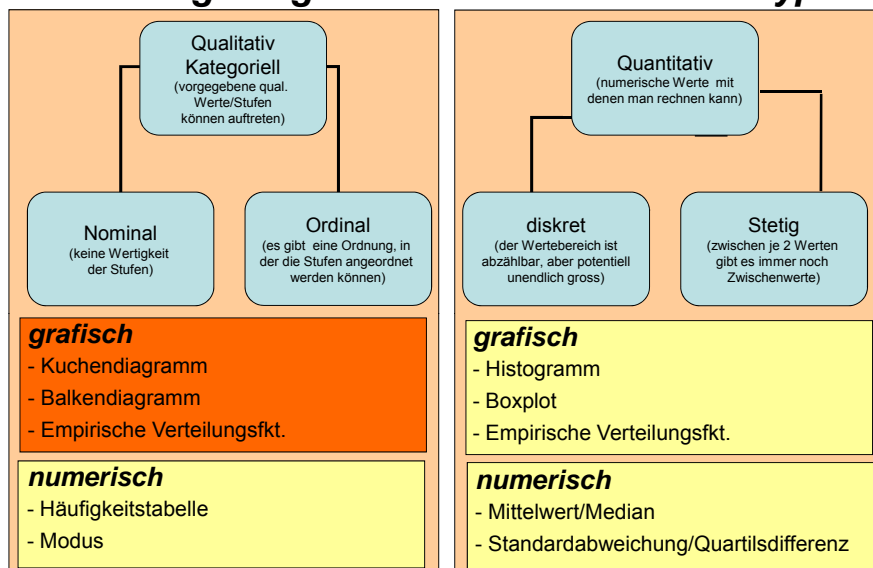 Qualitativ
Kategoriell
(vorgegebene qual.
Werte/Stufen
können auftreten)
Nominal
(keine Wertigkeit
der Stufen)
Ordinal
(es gibt eine Ordnung, in
der die Stufen angeordnet
werden können)
grafisch
- Kuchendiagramm
- Balkendiagramm
- Empirische Verteilungsfkt.
numerisch
- Häufigkeitstabelle
- Modus
Quantitativ
(numerische Werte mit
denen man rechnen kann)
diskret
(der Wertebereich ist
abzählbar, aber potentiell
unendlich gross)
Stetig
(zwischen je 2 Werten
gibt es immer noch
Zwischenwerte)
grafisch
- Histogramm
- Boxplot
- Empirische Verteilungsfkt.
numerisch
- Mittelwert/Median
- Standardabweichung/Quartilsdifferenz